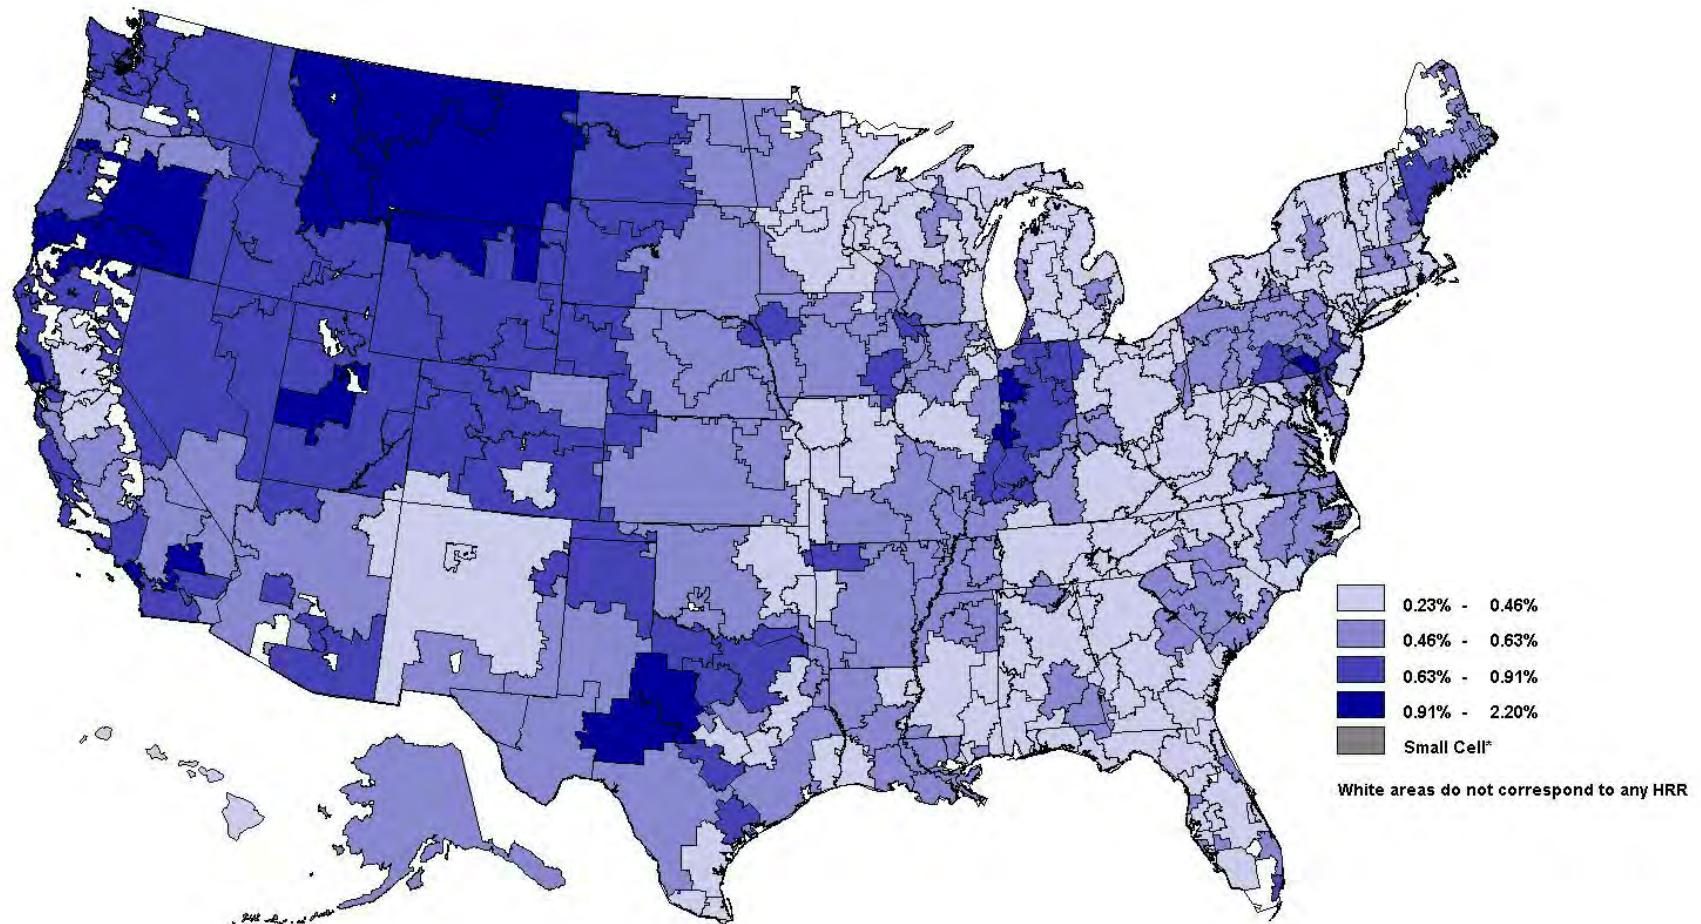 0.23% - 0.46%
0.46% - 0.63%
0.63% - 0.91%
0.91% - 2.20%
Small Cell*
White areas do not correspond to any HRR